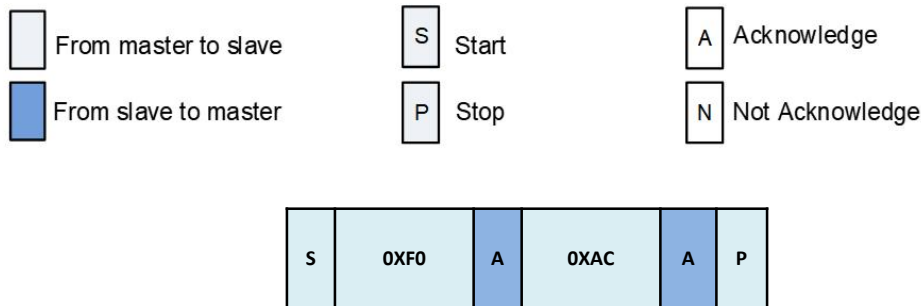 From master to slave
S Start
A Acknowledge
From slave to master
P Stop
N Not Acknowledge
S 0XF0 A 0XAC A P